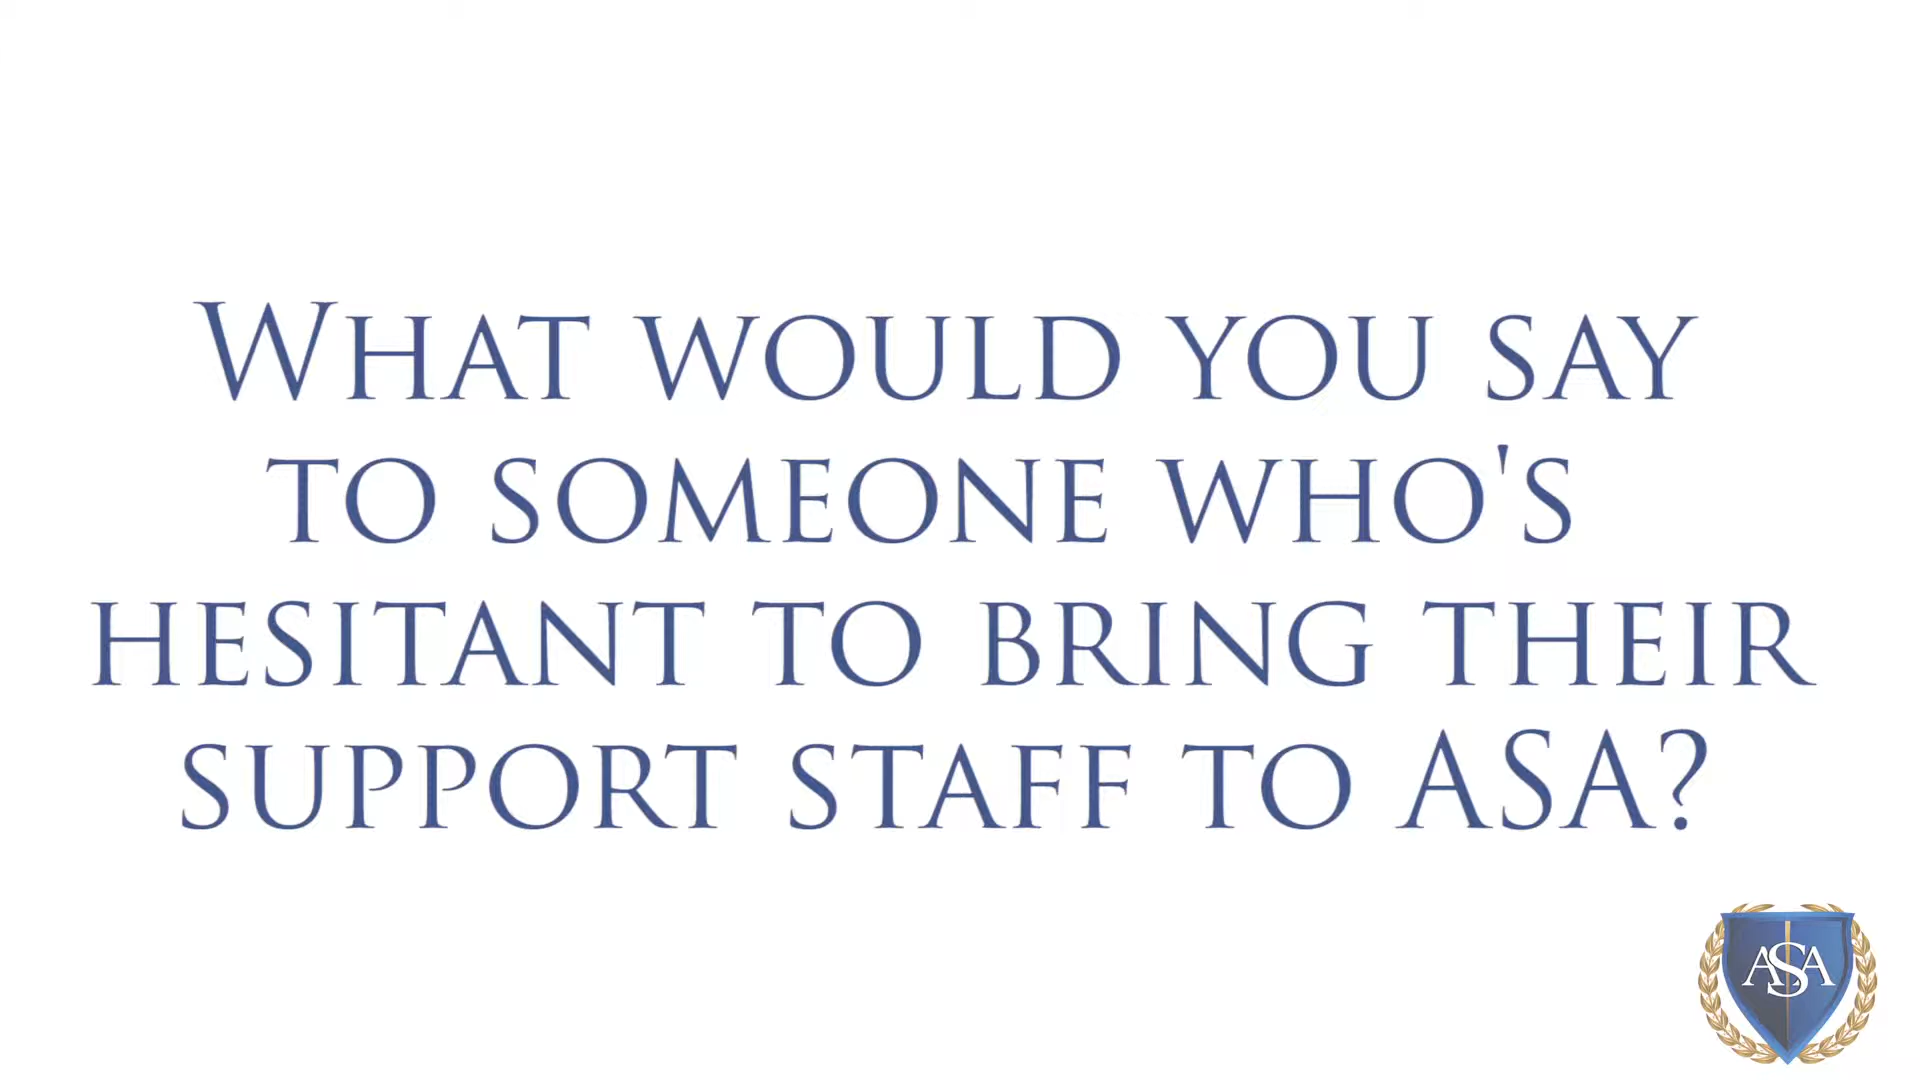 What would you say
to someone who's
hesitant to bring their
support staff to ASA?
ASA